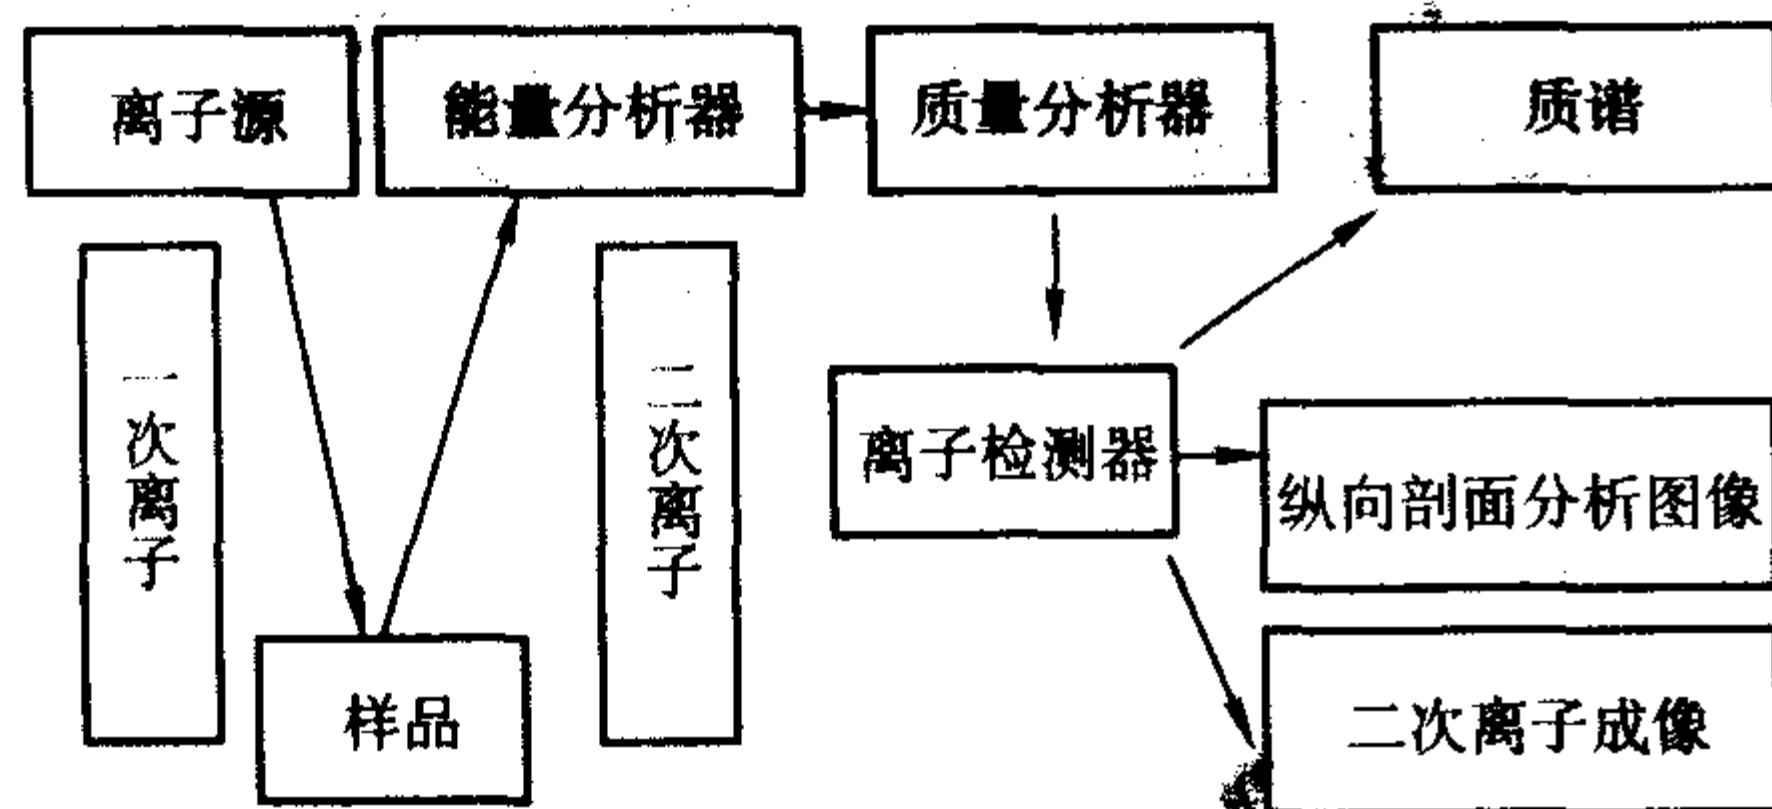 离子源
能量分析器
质量分析器
质谱
一次离子
二次离子
离子检测器
纵向剖面分析图像
样品
二次离子成像